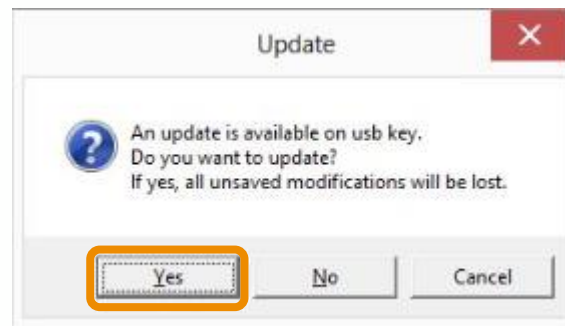 Update
An update is available on usb key.
Do you want to update?
If yes, all unsaved modifications will be lost.
Yes
No
Cancel